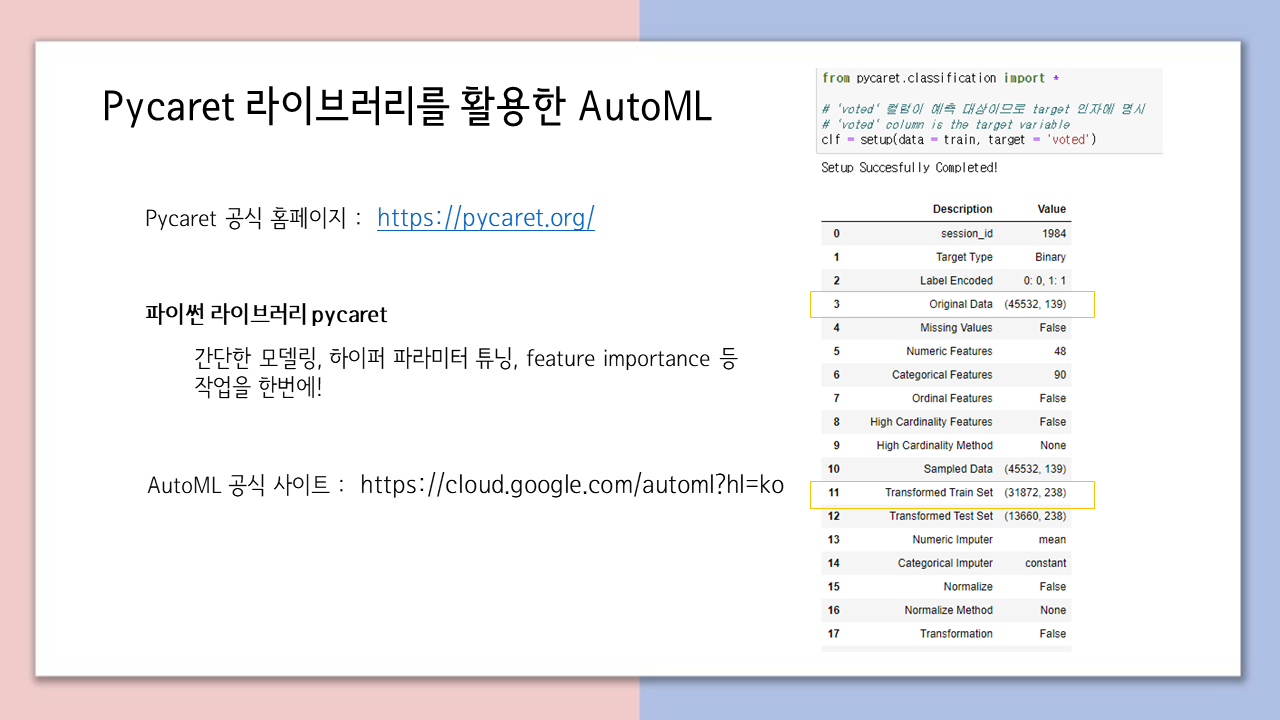 Pycaret 라이브러리를 활용한 AutoML
Pycaret 공식 홈페이지 : https://pycaret.org/
파이썬 라이브러리 pycaret
간단한 모델링, 하이퍼 파라미터 튜닝, feature importance 등
작업을 한번에!
AutoML 공식 사이트 : https://cloud.google.com/automl?hl=ko
from pycaret.classification import *
# 'voted' 컬럼이 예측 대상이므로 target 인자에 명시
# 'voted' column is the target variable
clf = setup(data = train, target = 'voted')
Setup Succesfully Completed!
Description Value
0 session_id 1984
1 Target Type Binary
2 Label Encoded 0: 0, 1: 1
3 Original Data (45532, 139)
4 Missing Values False
5 Numeric Features 48
6 Categorical Features 90
7 Ordinal Features False
8 High Cardinality Features False
9 High Cardinality Method None
10 Sampled Data (45532, 139)
11 Transformed Train Set (31872, 238)
12 Transformed Test Set (13660, 238)
13 Numeric Imputer mean
14 Categorical Imputer constant
15 Normalize False
16 Normalize Method None
17 Transformation False